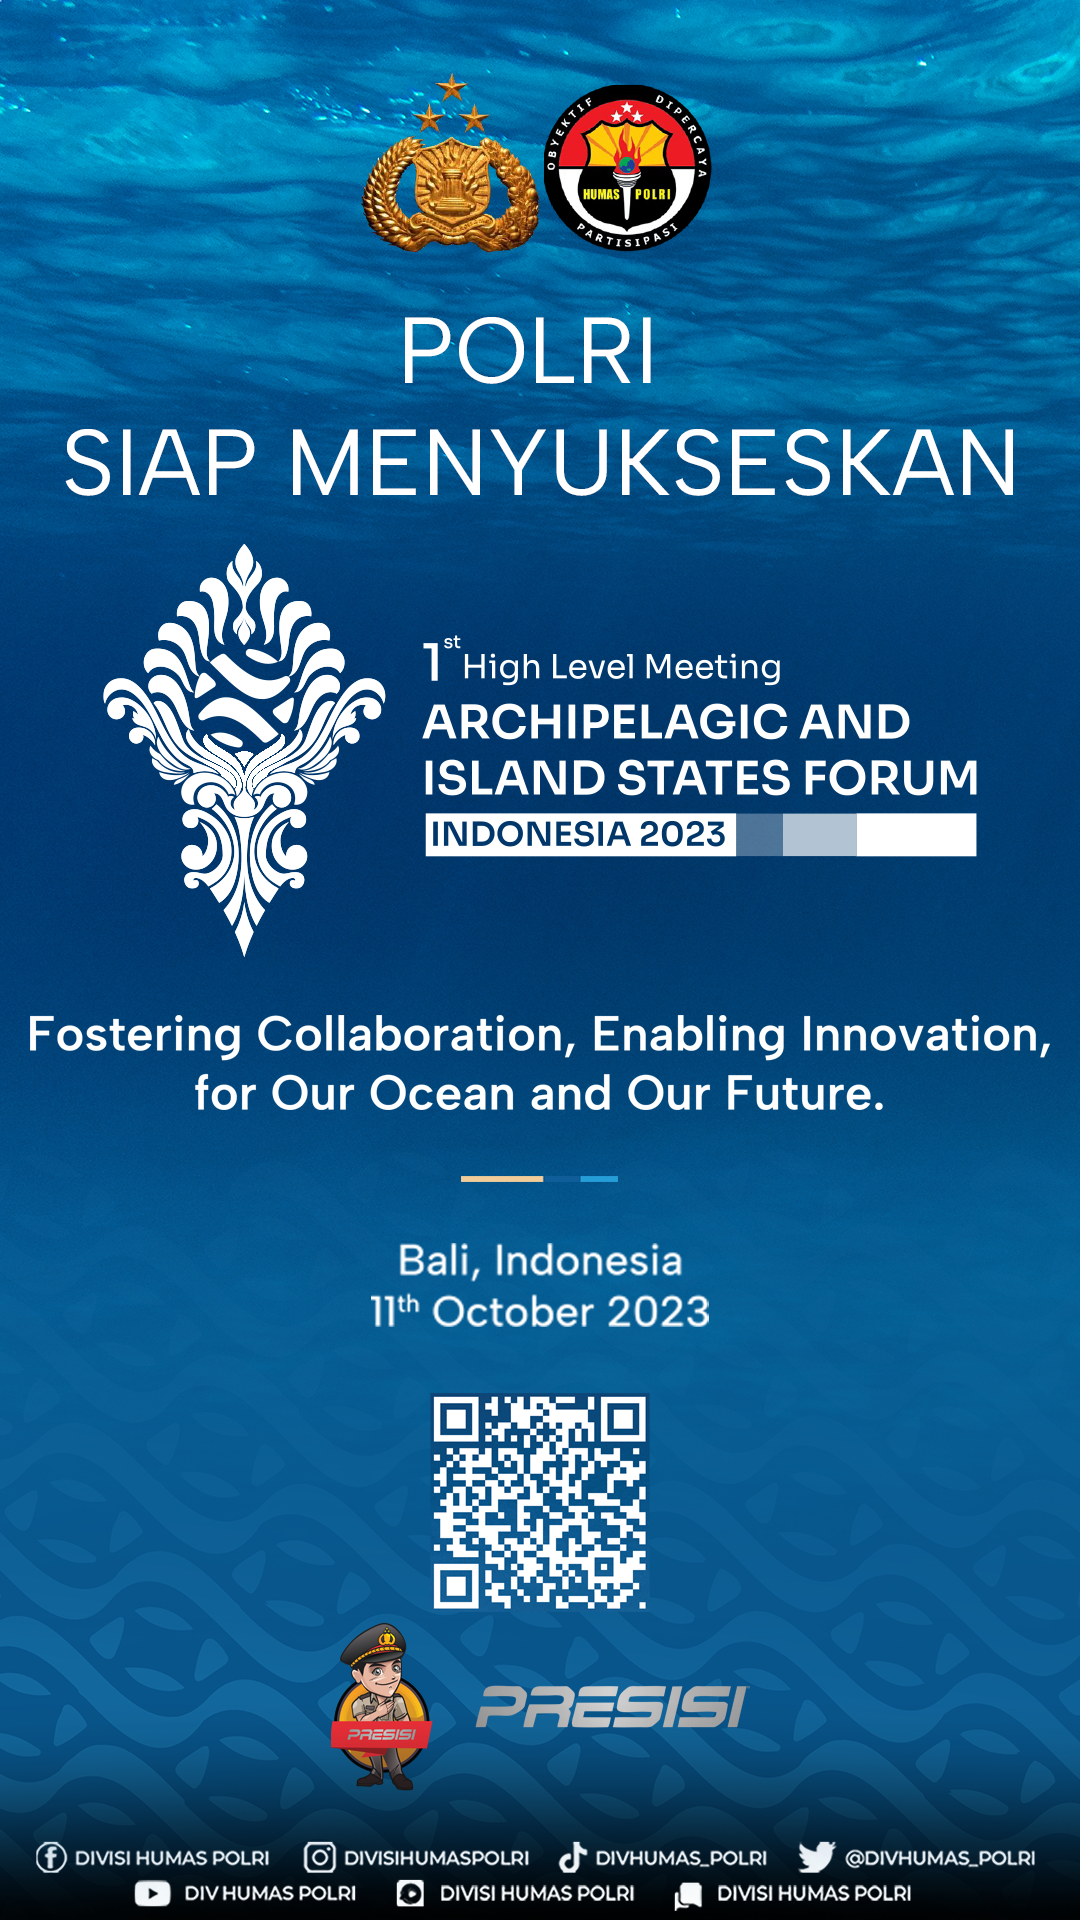 OBYEKTIF DIPERCAYA
HUMAS POLRI
PARTISIPASI
POLRI
SIAP MENYUKSESKAN
1st High Level Meeting
ARCHIPELAGIC AND
ISLAND STATES FORUM
INDONESIA 2023
Fostering Collaboration, Enabling Innovation,
for Our Ocean and Our Future.
Bali, Indonesia
11th October 2023
PRESISI
PRESISI
DIVISI HUMAS POLRI DIVISIHUMASPOLRI DIVHUMAS_POLRI @DIVHUMAS_POLRI
DIV HUMAS POLRI DIVISI HUMAS POLRI DIVISI HUMAS POLRI